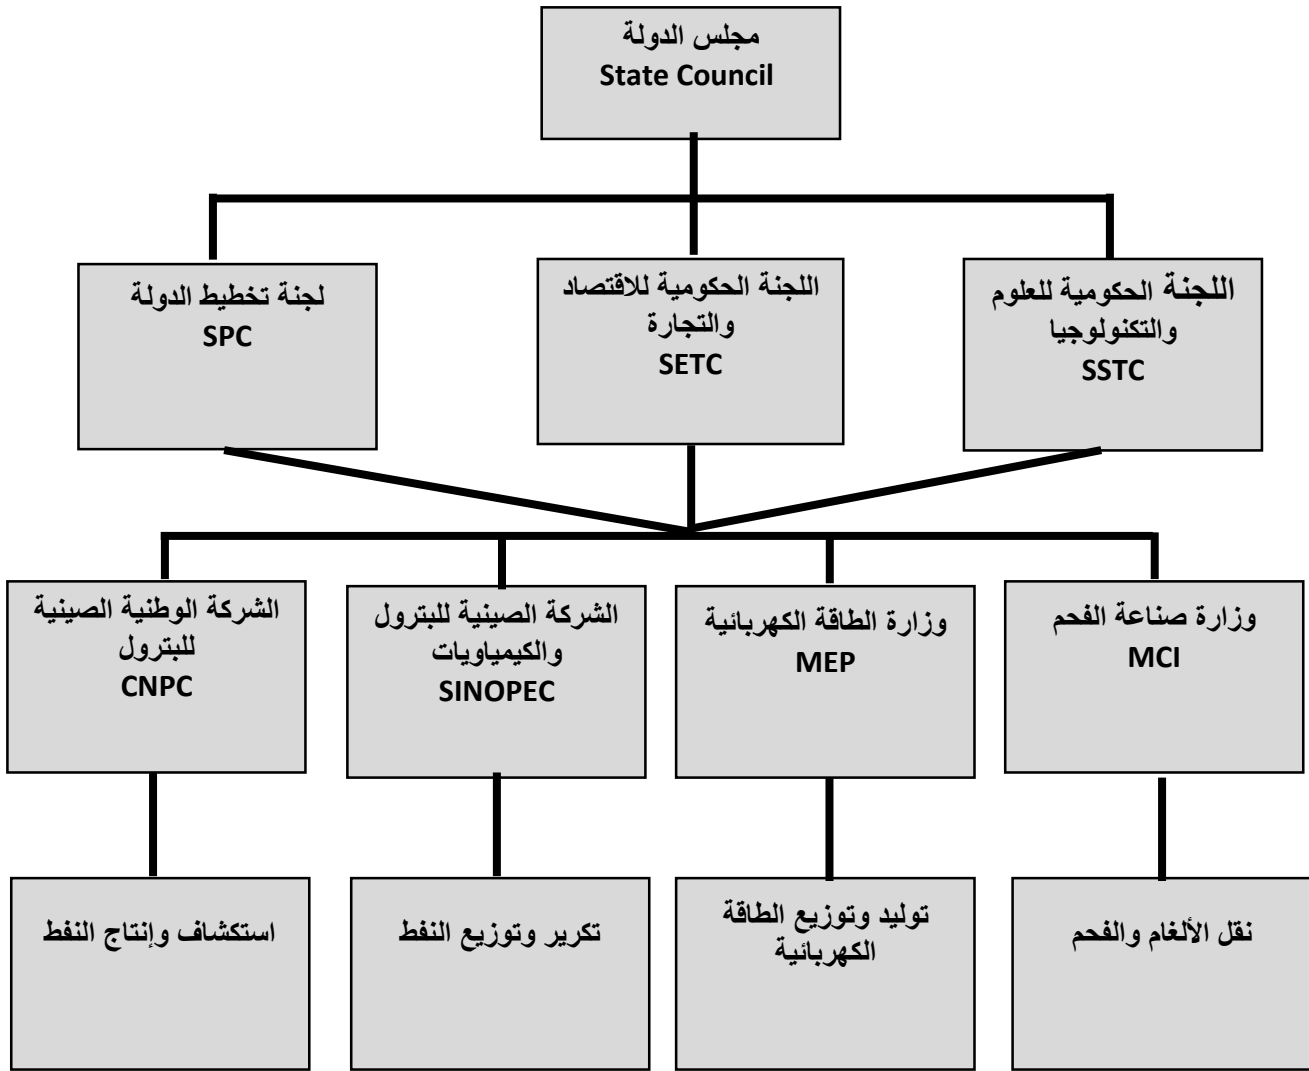 مجلس الدولة
State Council
اللجنة الحكومية للعلوم
والتكنولوجيا
SSTC
اللجنة الحكومية للاقتصاد
والتجارة
SETC
لجنة تخطيط الدولة
SPC
وزارة صناعة الفحم
MCI
وزارة الطاقة الكهربائية
MEP
الشركة الصينية للبترول
والكيمياويات
SINOPEC
الشركة الوطنية الصينية
للبترول
CNPC
نقل الألغام والفحم
توليد وتوزيع الطاقة
الكهربائية
تكرير وتوزيع النفط
استكشاف وإنتاج النفط